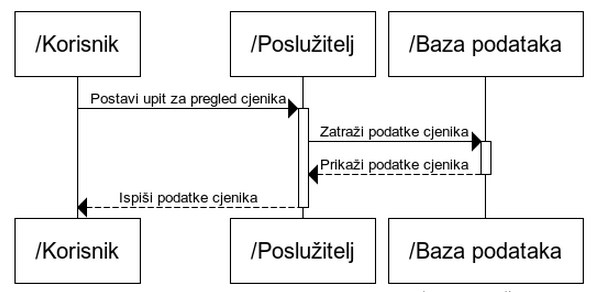 /Korisnik
/Poslužitelj
/Baza podataka
Postavi upit za pregled cjenika
Zatraži podatke cjenika
Prikaži podatke cjenika
Ispiši podatke cjenika
/Korisnik
/Poslužitelj
/Baza podataka